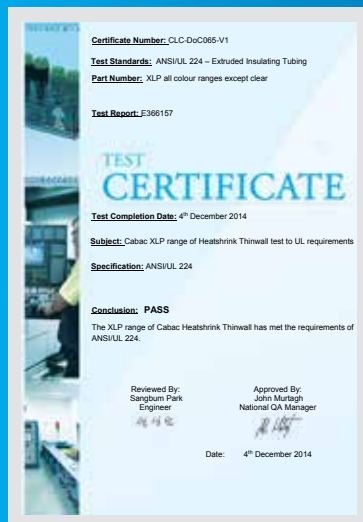 Certificate Number: CLC-DoC065-V1
Test Standards: ANSI/UL 224 – Extruded Insulating Tubing
Part Number: XLP all colour ranges except clear
Test Report: E366157
TEST
CERTIFICATE
Test Completion Date: 4th December 2014
Subject: Cabac XLP range of Heatshrink Thinwall test to UL requirements
Specification: ANSI/UL 224
Conclusion: PASS
The XLP range of Cabac Heatshrink Thinwall has met the requirements of
ANSI/UL 224.
Reviewed By:
Sangbum Park
Engineer
Approved By:
John Murtagh
National QA Manager
Date: 4th December 2014